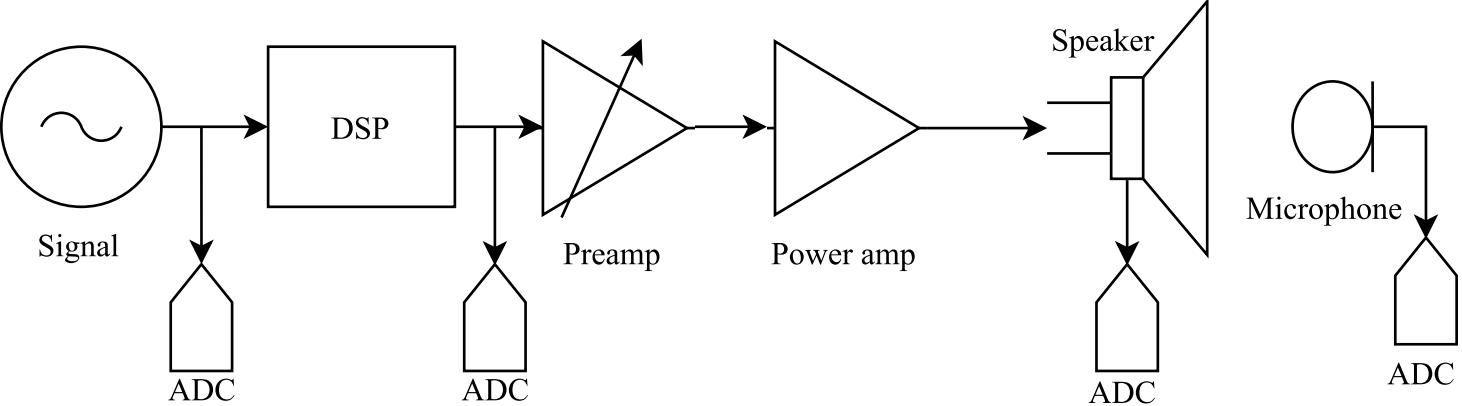 Speaker
DSP
Microphone
Signal
Preamp
Power amp
ADC
ADC
ADC
ADC